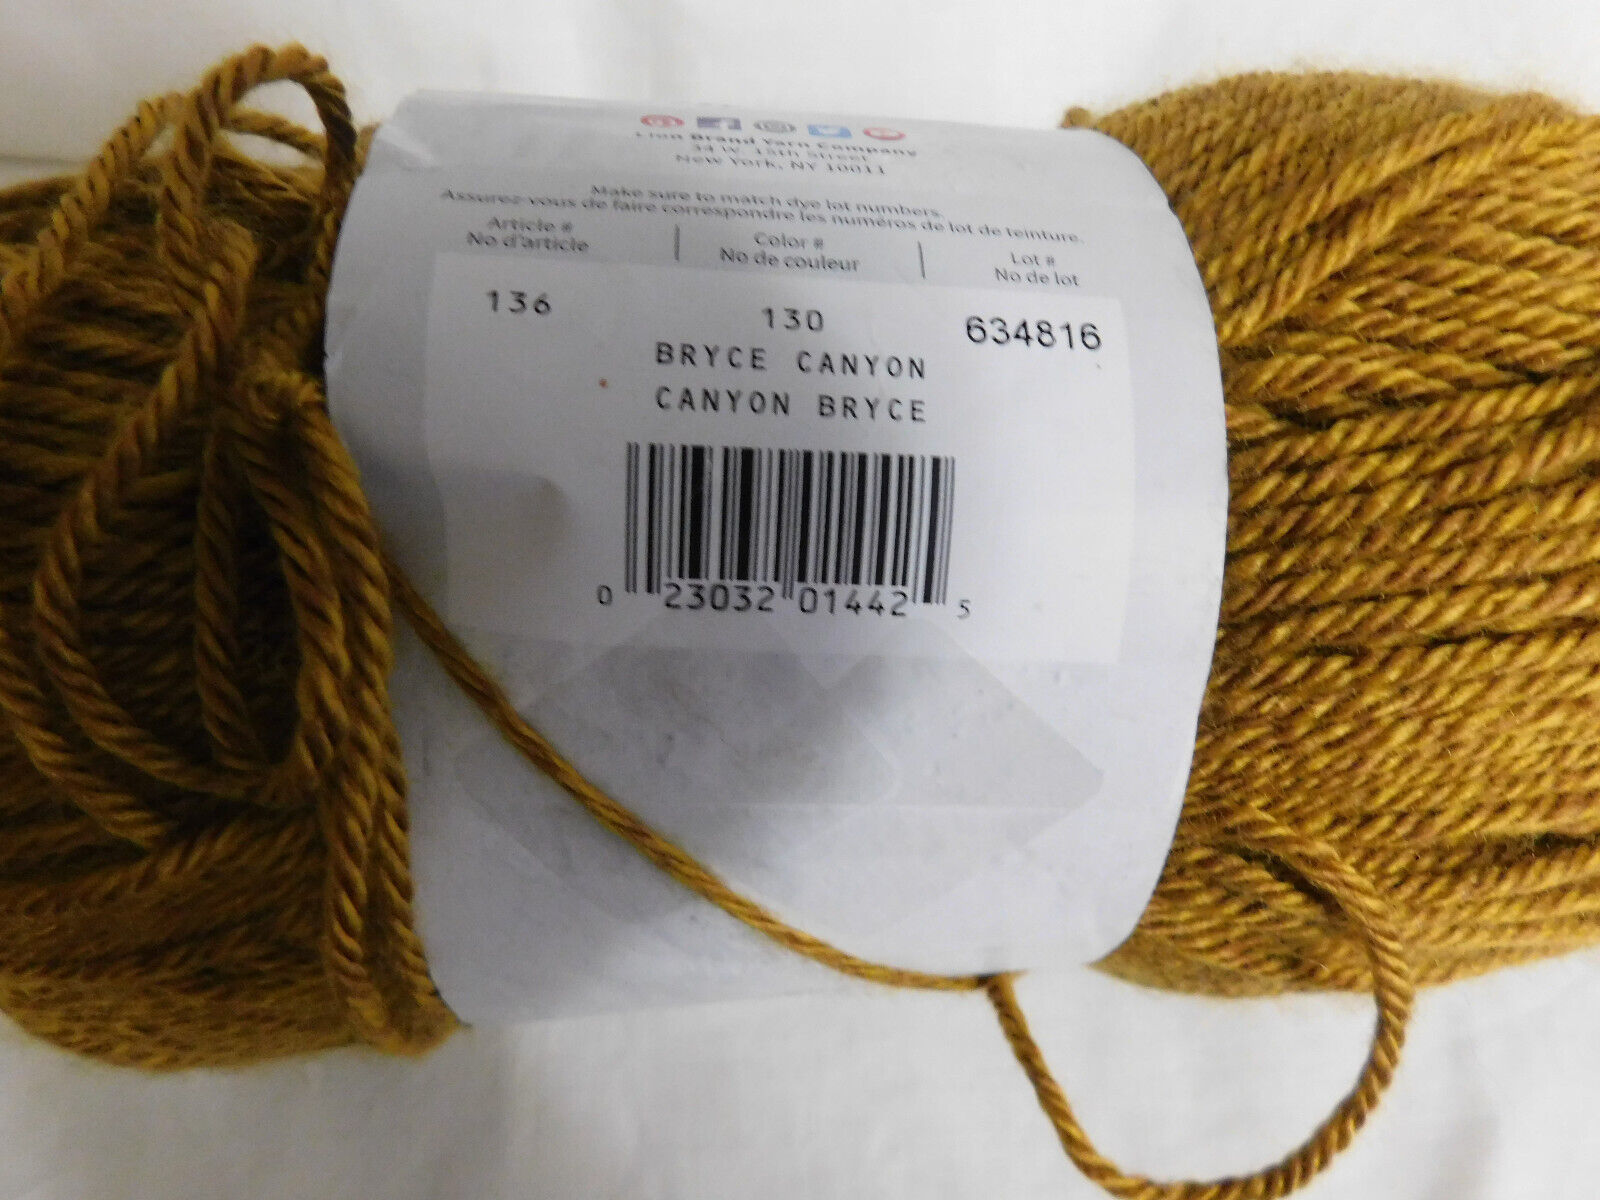 Lion Brand Yarn Company
34 W. 15th Street
New York, NY 10011
Make sure to match dye lot numbers.
Assurez-vous de faire correspondre les numéros de lot de teinture.
Article # Color # Lot #
No d'article No de couleur No de lot
136 130 634816
BRYCE CANYON
CANYON BRYCE
0 23032 01442 5